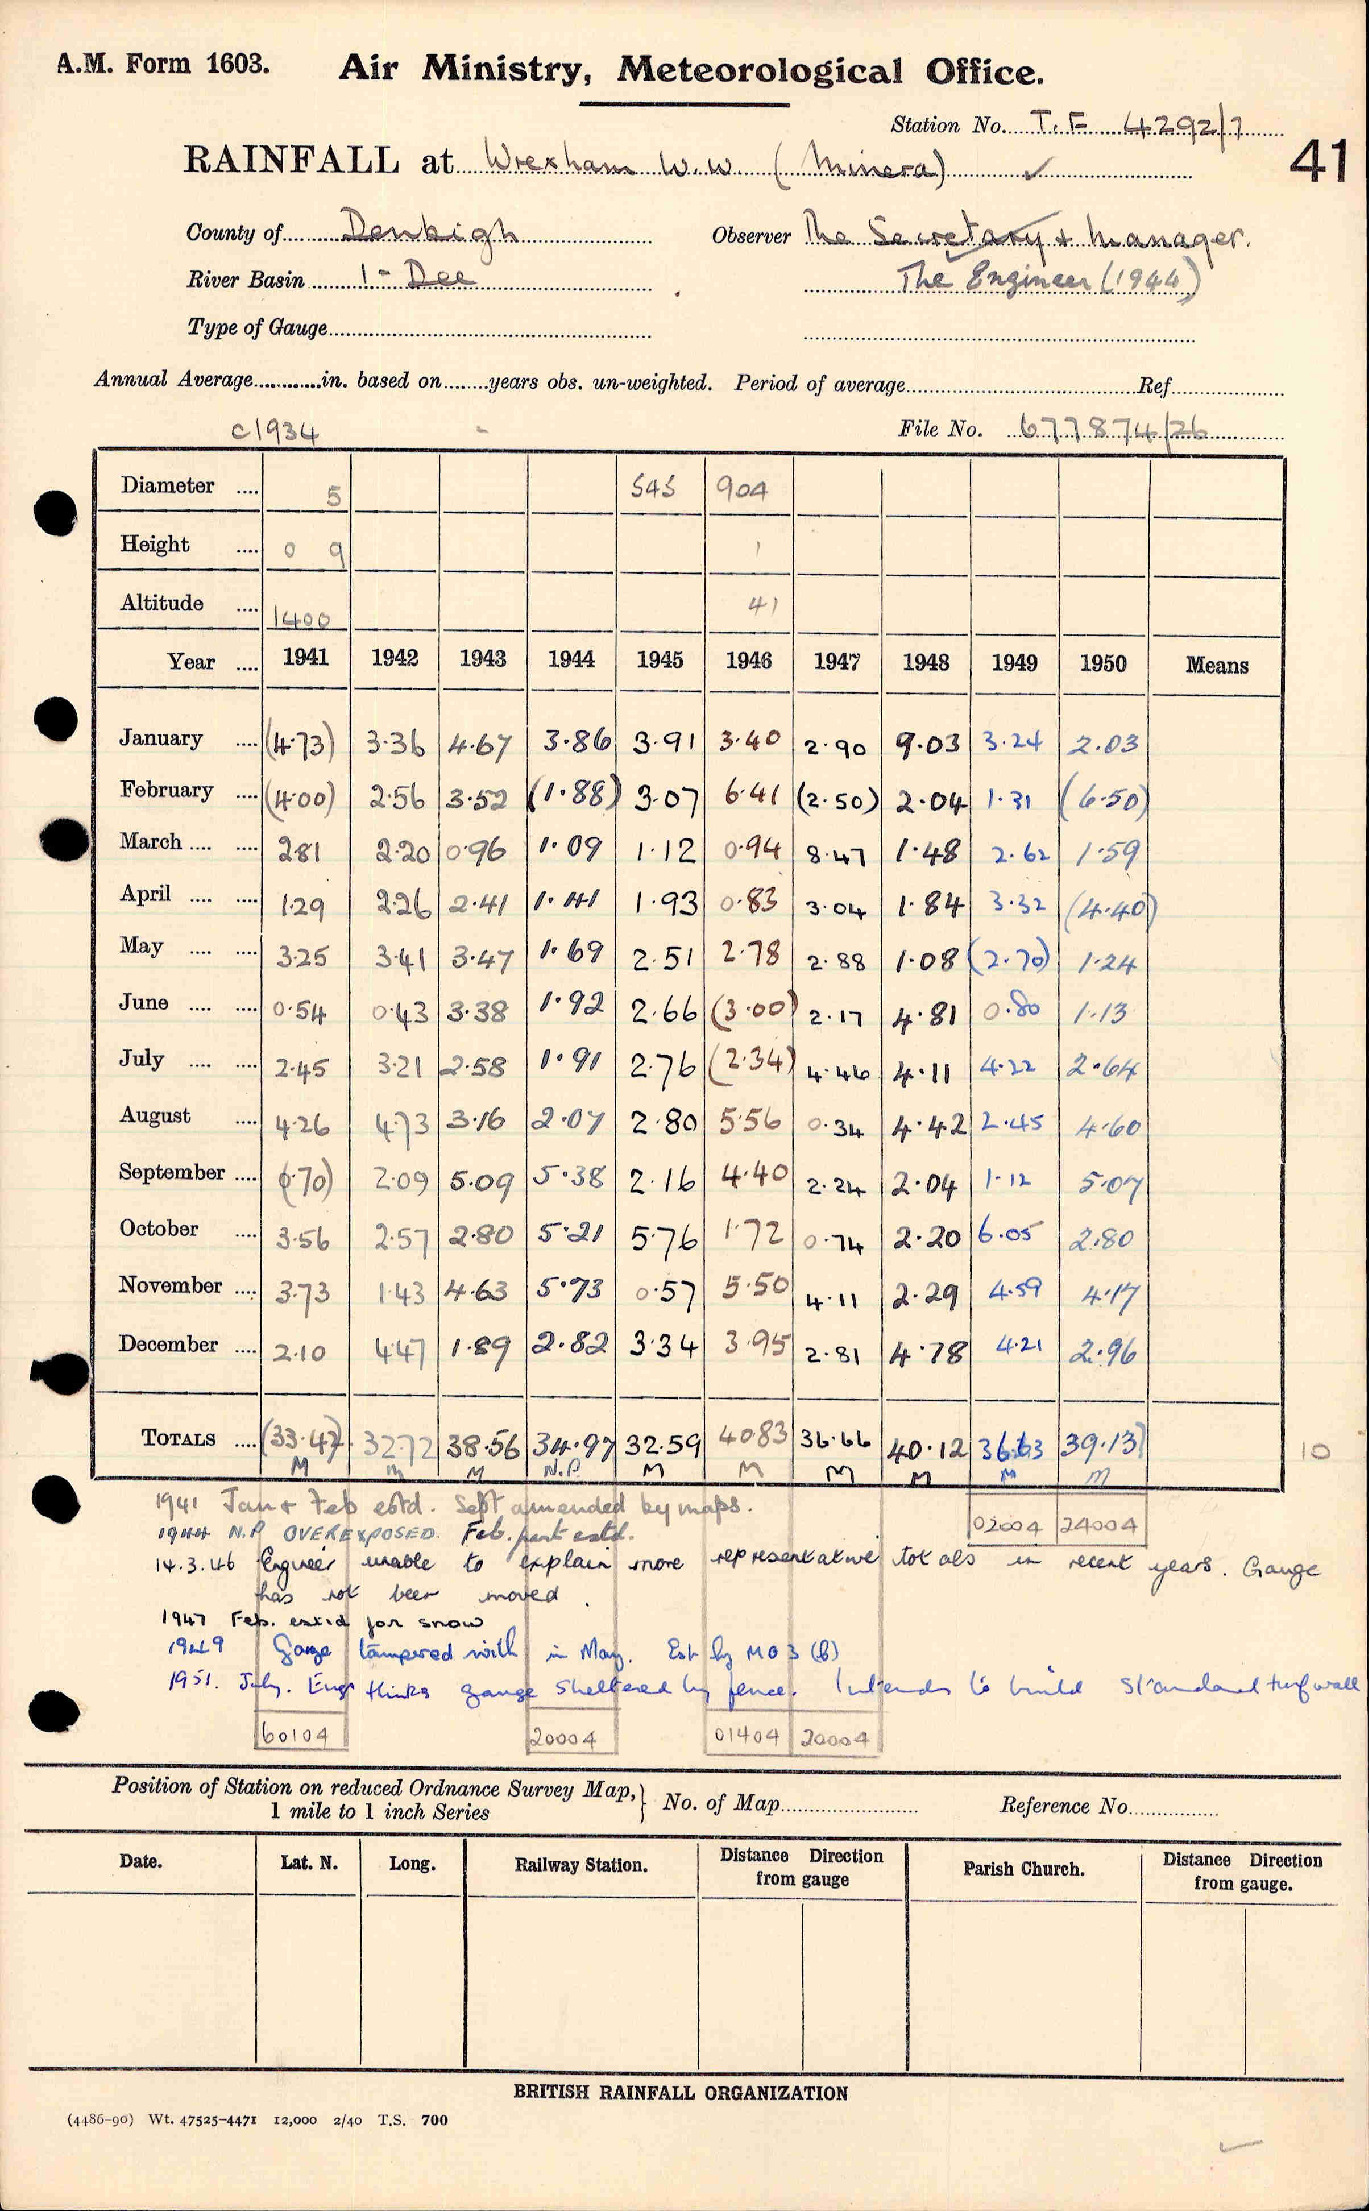 A.M. Form 1603. Air Ministry, Meteorological Office.
Station No. T.F 4292/7
RAINFALL at Wrexham W.W. (Minera) ✓
41
County of Denbigh Observer The Secretary & Manager.
River Basin 1 - Dee The Engineer (1944)
Type of Gauge
Annual Average in. based on years obs. un-weighted. Period of average Ref
c1934 File No. 677874/26
Diameter .... 5 545 904
Height .... 0 9 1
Altitude .... 1400 41
Year .... 1941 1942 1943 1944 1945 1946 1947 1948 1949 1950 Means
January .... (4.73) 3.36 4.67 3.86 3.91 3.40 2.90 9.03 3.24 2.03
February .... (4.00) 2.56 3.52 (1.88) 3.07 6.41 (2.50) 2.04 1.31 (6.50)
March .... .... 2.81 2.20 0.96 1.09 1.12 0.94 8.47 1.48 2.62 1.59
April .... .... 1.29 2.26 2.41 1.41 1.93 0.83 3.04 1.84 3.32 (4.40)
May .... .... 3.25 3.41 3.47 1.69 2.51 2.78 2.88 1.08 (2.70) 1.24
June .... .... 0.54 0.43 3.38 1.92 2.66 (3.00) 2.17 4.81 0.80 1.13
July .... .... 2.45 3.21 2.58 1.91 2.76 (2.34) 4.46 4.11 4.22 2.64
August .... 4.26 4.73 3.16 2.07 2.80 5.56 0.34 4.42 2.45 4.60
September .... (.70) 2.09 5.09 5.38 2.16 4.40 2.24 2.04 1.12 5.07
October .... 3.56 2.57 2.80 5.21 5.76 1.72 0.74 2.20 6.05 2.80
November .... 3.73 1.43 4.63 5.73 0.57 5.50 4.11 2.29 4.59 4.17
December .... 2.10 4.47 1.89 2.82 3.34 3.95 2.81 4.78 4.21 2.96
TOTALS .... (33.42) 32.72 38.56 34.97 32.59 40.83 36.66 40.12 36.63 39.13) 10
M M M N.P. M M M M M M
1941 Jan & Feb estd. Sept amended by maps.
1944 N.P OVEREXPOSED. Feb. part estd. 02004 24004
14.3.46 Engineer unable to explain more representative totals in recent years. Gauge
has not been moved.
1947 Feb. estd for snow
1949 Gauge tampered with in May. Est by MO3(b)
1951. July. Engr thinks gauge sheltered by fence. Intends to build standard turf wall
60104 20004 01404 20004
Position of Station on reduced Ordnance Survey Map, } No. of Map Reference No.
1 mile to 1 inch Series
Date. Lat. N. Long. Railway Station. Distance Direction from gauge Parish Church. Distance Direction from gauge.
BRITISH RAINFALL ORGANIZATION
(4486-90) Wt. 47525-4471 12,000 2/40 T.S. 700